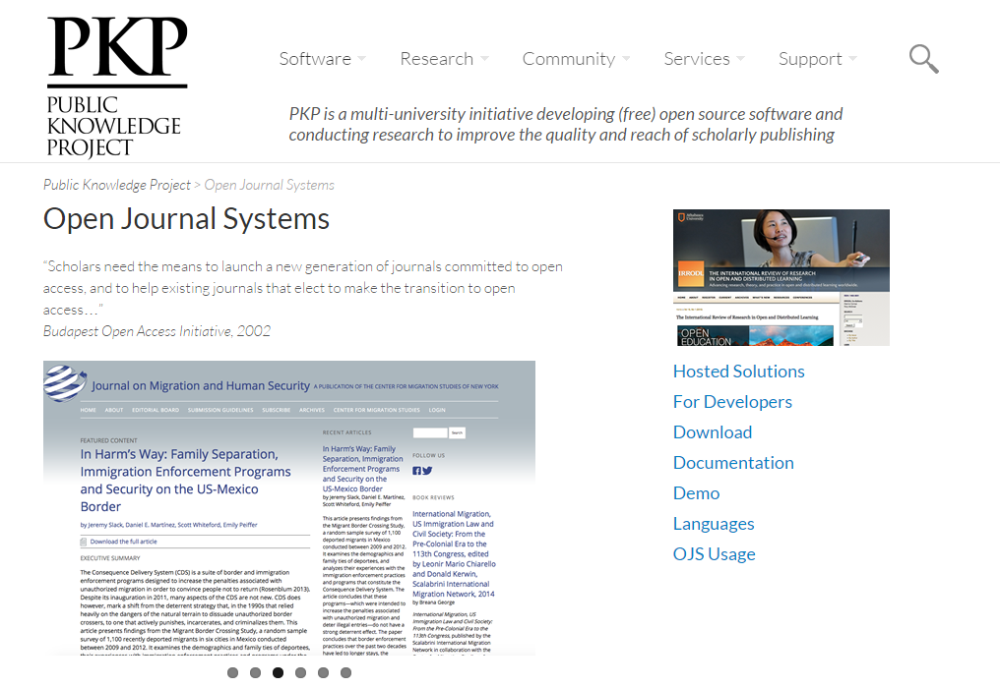 PKP
PUBLIC
KNOWLEDGE
PROJECT
Software
Research
Community
Services
Support
PKP is a multi-university initiative developing (free) open source software and
conducting research to improve the quality and reach of scholarly publishing
Public Knowledge Project > Open Journal Systems
Open Journal Systems
“Scholars need the means to launch a new generation of journals committed to open
access, and to help existing journals that elect to make the transition to open
access…”
Budapest Open Access Initiative, 2002
Journal on Migration and Human Security A PUBLICATION OF THE CENTER FOR MIGRATION STUDIES OF NEW YORK
HOME ABOUT EDITORIAL BOARD SUBMISSION GUIDELINES SUBSCRIBE ARCHIVES CENTER FOR MIGRATION STUDIES LOGIN
FEATURED CONTENT
In Harm’s Way: Family Separation,
Immigration Enforcement Programs
and Security on the US-Mexico
Border
by Jeremy Slack, Daniel E. Martínez, Scott Whiteford, Emily Peiffer
Download the full article
EXECUTIVE SUMMARY
The Consequence Delivery System (CDS) is a suite of border and immigration
enforcement programs designed to increase the penalties associated with
unauthorized migration in order to convince people not to return (Rosenblum 2013).
Despite its inauguration in 2011, many aspects of the CDS are not new. CDS does
however, mark a shift from the deterrent strategy that, in the 1990s that relied
heavily on the dangers of the natural terrain to dissuade unauthorized border
crossers, to one that actively punishes, incarcerates, and criminalizes them. This
article presents findings from the Migrant Border Crossing Study, a random sample
survey of 1,100 recently deported migrants in six cities in Mexico conducted
between 2009 and 2012. It examines the demographics and family ties of deportees,
RECENT ARTICLES
In Harm’s Way: Family
Separation, Immigration
Enforcement Programs
and Security on the
US-Mexico Border
by Jeremy Slack, Daniel E. Martínez,
Scott Whiteford, Emily Peiffer
This article presents findings
from the Migrant Border
Crossing Study, a random
sample survey of 1,100
deported migrants in Mexico
conducted between 2009 and 2012.
It examines the demographics
and family ties of deportees, and
analyzes their experiences with the
immigration enforcement practices
and programs that constitute the
Consequence Delivery System. The
article concludes that these
programs—which were intended to
increase the penalties associated
with unauthorized migration and
deter illegal entries—do not have a
strong deterrent effect. The paper
concludes that border enforcement
practices over the past two decades
have led to longer stays, the
Search
FOLLOW US
BOOK REVIEWS
International Migration,
US Immigration Law and
Civil Society: From the
Pre-Colonial Era to the
113th Congress, edited
by Leonir Mario Chiarello
and Donald Kerwin,
Scalabrini International
Migration Network, 2014
by Breana George
International Migration, US
Immigration Law and Civil Society:
From the Pre-Colonial Era to the
113th Congress, published by the
Scalabrini International Migration
Network in collaboration with the
Athabasca
University
IRRODL
THE INTERNATIONAL REVIEW OF RESEARCH
IN OPEN AND DISTRIBUTED LEARNING
Advancing research, theory, and practice in open and distributed learning worldwide.
The International Review of Research in Open and Distributed Learning
OPEN
EDUCATION
Hosted Solutions
For Developers
Download
Documentation
Demo
Languages
OJS Usage